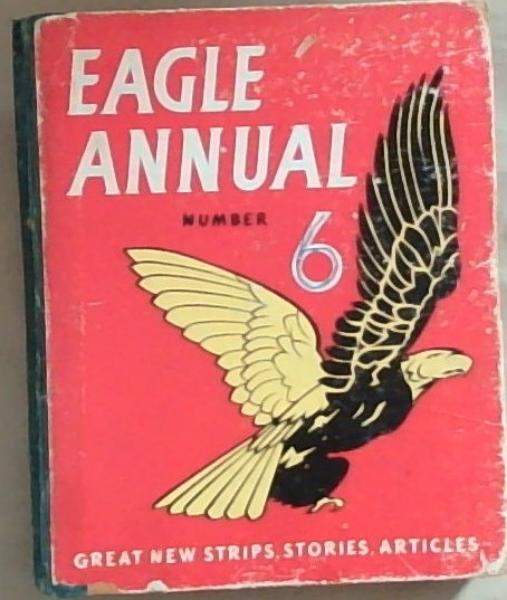 EAGLE
ANNUAL
NUMBER
6
GREAT NEW STRIPS, STORIES, ARTICLES